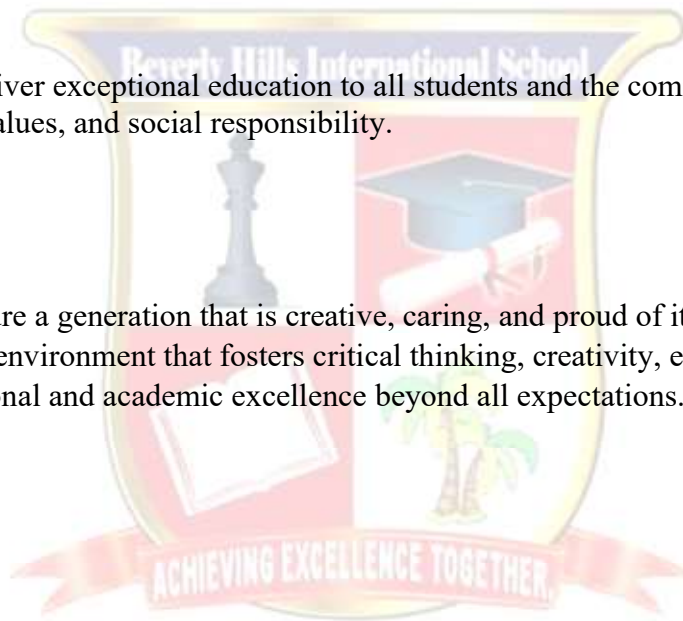 Beverly Hills International School
iver exceptional education to all students and the com
alues, and social responsibility.
re a generation that is creative, caring, and proud of it
environment that fosters critical thinking, creativity, e
onal and academic excellence beyond all expectations.
ACHIEVING EXCELLENCE TOGETHER.